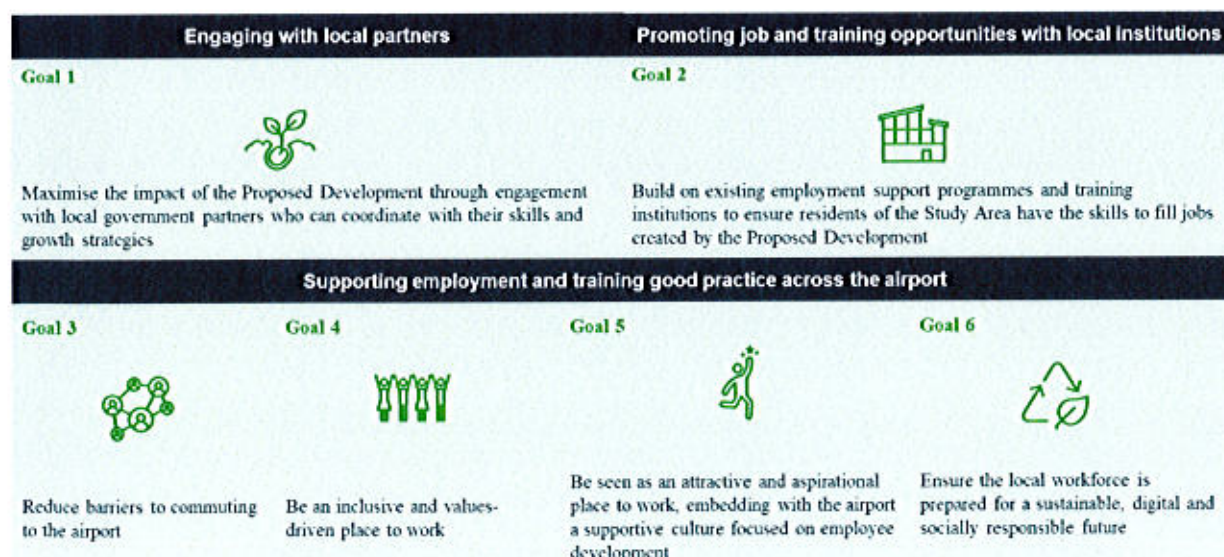 Engaging with local partners
Promoting job and training opportunities with local institutions
Goal 1
Maximise the impact of the Proposed Development through engagement
with local government partners who can coordinate with their skills and
growth strategies
Goal 2
Build on existing employment support programmes and training
institutions to ensure residents of the Study Area have the skills to fill jobs
created by the Proposed Development
Supporting employment and training good practice across the airport
Goal 3
Reduce barriers to commuting
to the airport
Goal 4
Be an inclusive and values-
driven place to work
Goal 5
Be seen as an attractive and aspirational
place to work, embedding with the airport
a supportive culture focused on employee
development
Goal 6
Ensure the local workforce is
prepared for a sustainable, digital and
socially responsible future